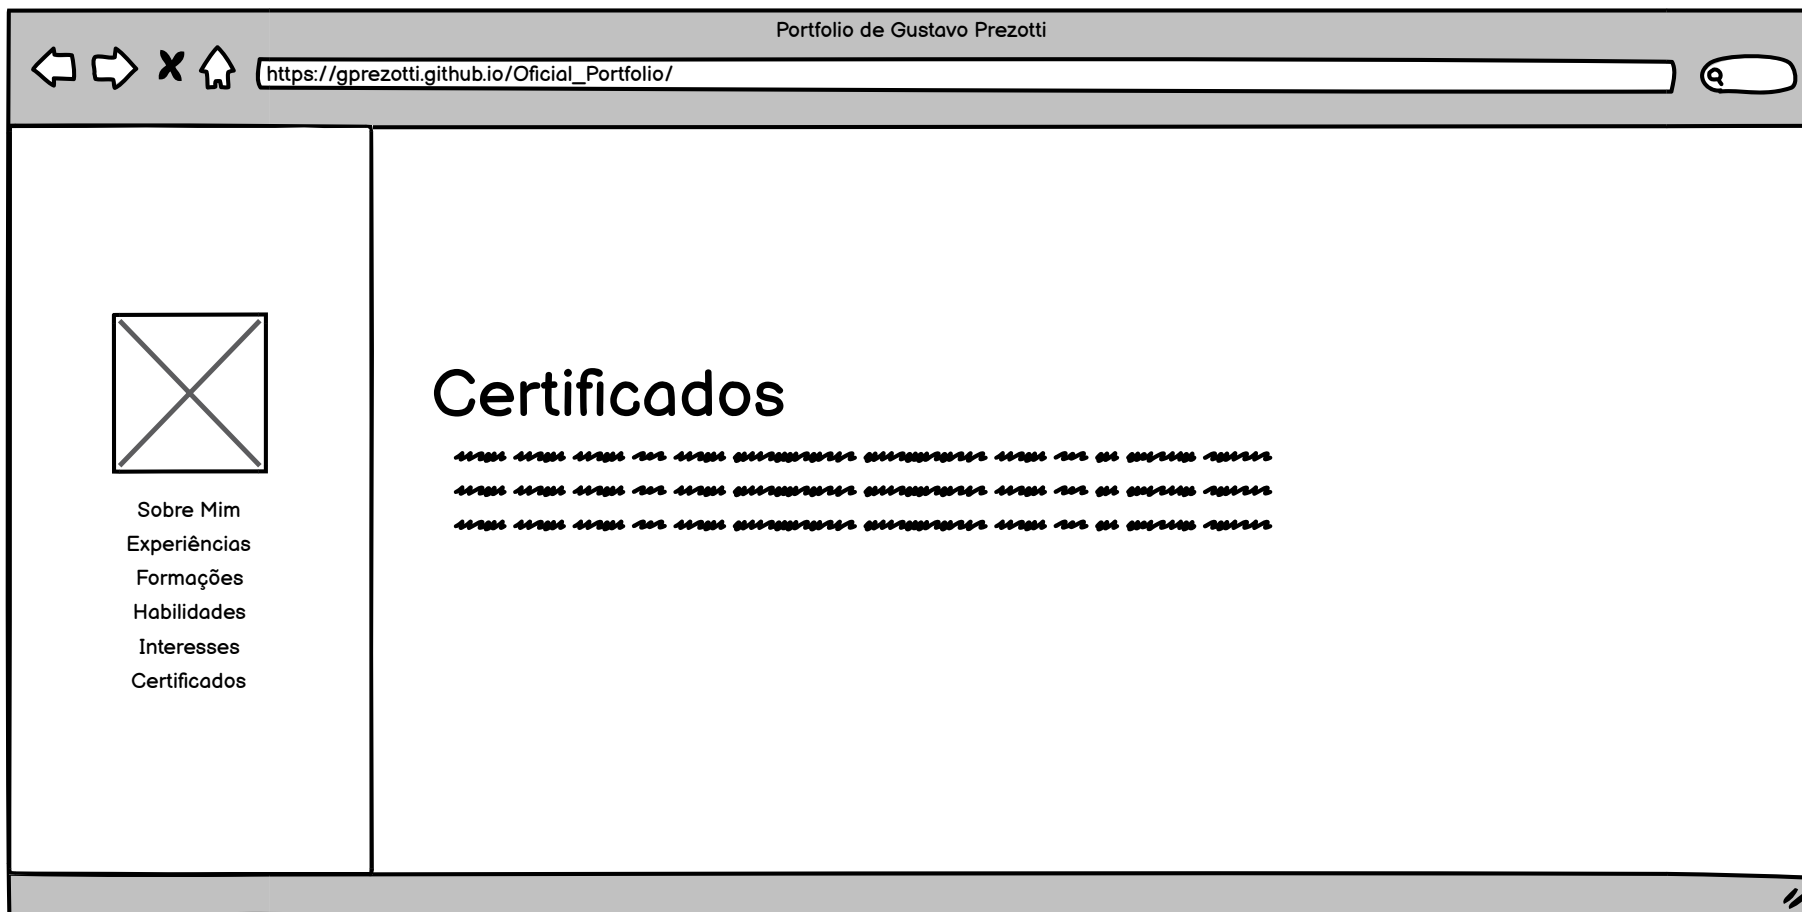 Portfolio de Gustavo Prezotti
https://gprezotti.github.io/Oficial_Portfolio/
Sobre Mim
Experiências
Formações
Habilidades
Interesses
Certificados
Certificados